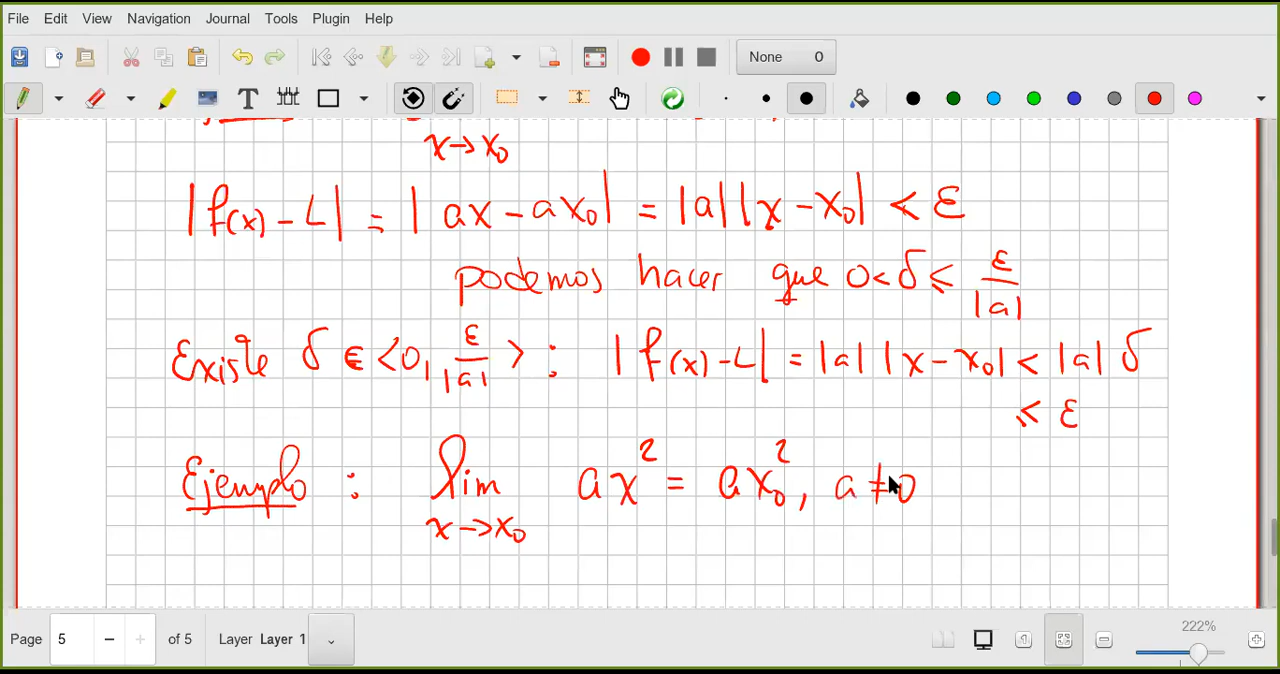 File Edit View Navigation Journal Tools Plugin Help
None 0
T
x→x₀
|f(x)-L| = |ax-ax₀| = |a||x-x₀| < ε
podemos hacer que 0<δ≤ ε/|a|
Existe δ ∈ <0, ε/|a| > : |f(x)-L| = |a||x-x₀| < |a|δ
≤ ε
Ejemplo : lim ax² = ax₀², a≠0
x→x₀
Page 5 of 5 Layer Layer 1 222%